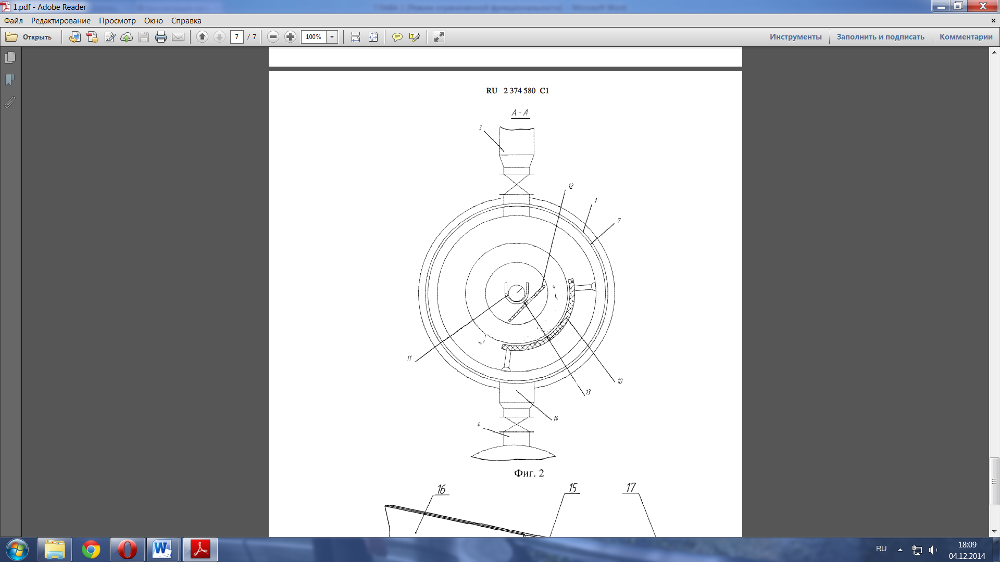 1.pdf - Adobe Reader
Файл Редактирование Просмотр Окно Справка
Открыть 7 / 7 100% Инструменты Заполнить и подписать Комментарии
RU 2 374 580 C1
А - А
3
12
1
7
11
10
13
14
4
Фиг. 2
16 15 17
RU 18:09
04.12.2014